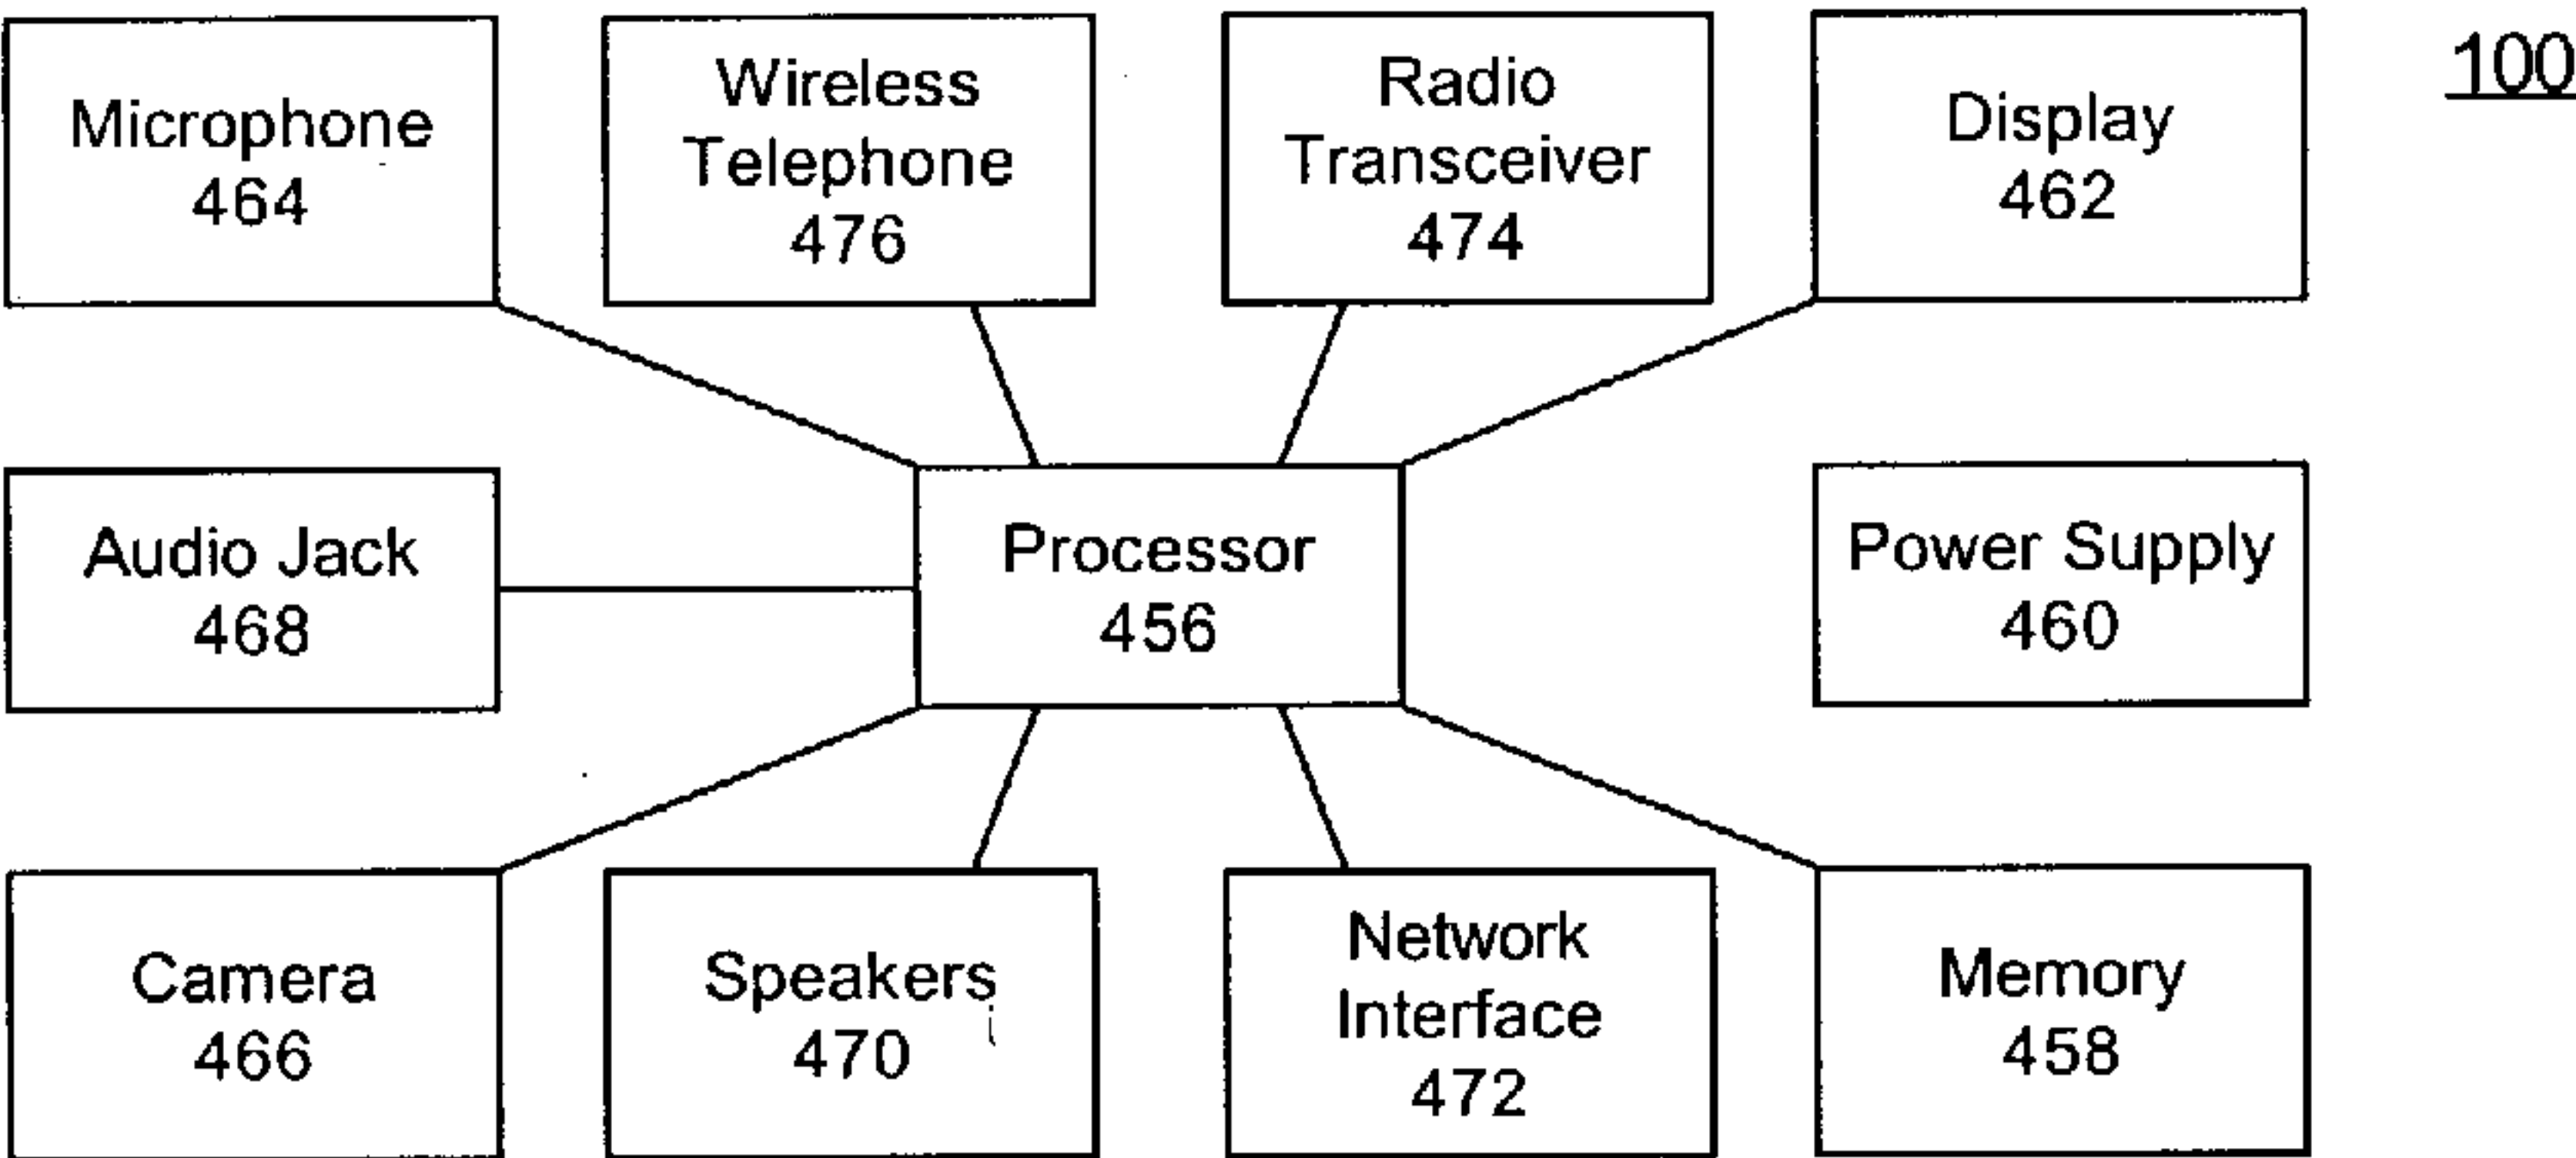 Microphone
464
Wireless
Telephone
476
Radio
Transceiver
474
Display
462
100
Audio Jack
468
Processor
456
Power Supply
460
Camera
466
Speakers
470
Network
Interface
472
Memory
458